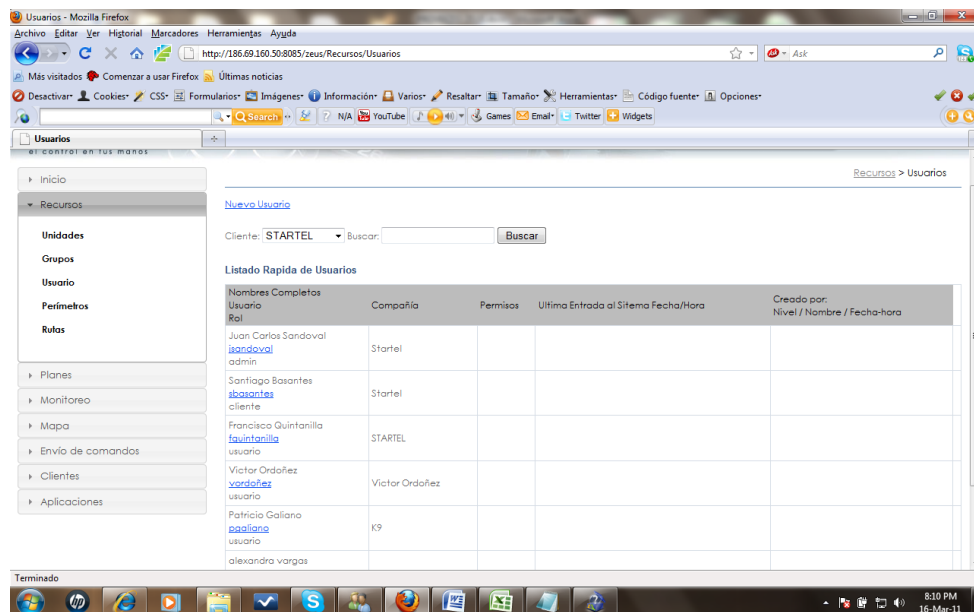 Usuarios - Mozilla Firefox
Archivo Editar Ver Historial Marcadores Herramientas Ayuda
http://186.69.160.50:8085/zeus/Recursos/Usuarios
Ask
Más visitados Comenzar a usar Firefox Últimas noticias
Desactivar Cookies CSS Formularios Imágenes Información Varios Resaltar Tamaño Herramientas Código fuente Opciones
Search N/A YouTube Games Email Twitter Widgets
Usuarios
el control en tus manos
Recursos > Usuarios
Inicio
Recursos
Unidades
Grupos
Usuario
Perímetros
Rutas
Planes
Monitoreo
Mapa
Envío de comandos
Clientes
Aplicaciones
Nuevo Usuario
Cliente: STARTEL Buscar: Buscar
Listado Rapida de Usuarios
Nombres Completos
Usuario
Rol
Compañía
Permisos
Ultima Entrada al Sitema Fecha/Hora
Creado por:
Nivel / Nombre / Fecha-hora
Juan Carlos Sandoval
isandoval
admin
Startel
Santiago Basantes
sbasantes
cliente
Startel
Francisco Quintanilla
fquintanilla
usuario
STARTEL
Victor Ordoñez
vordoñez
usuario
Victor Ordoñez
Patricio Galiano
pgaliano
usuario
K9
alexandra vargas
Terminado
8:10 PM
16-Mar-11